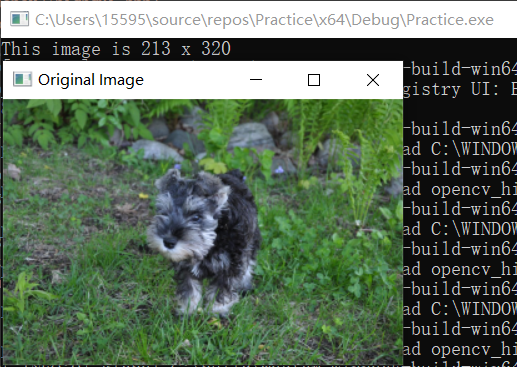 C:\Users\15595\source\repos\Practice\x64\Debug\Practice.exe
This image is 213 x 320
-build-win64
Original Image
gistry UI: E
-build-win64
ad C:\WINDOW
-build-win64
ad opencv_hi
-build-win64
ad C:\WINDOW
-build-win64
ad opencv_hi
-build-win64
ad C:\WINDOW
-build-win64
ad opencv_hi